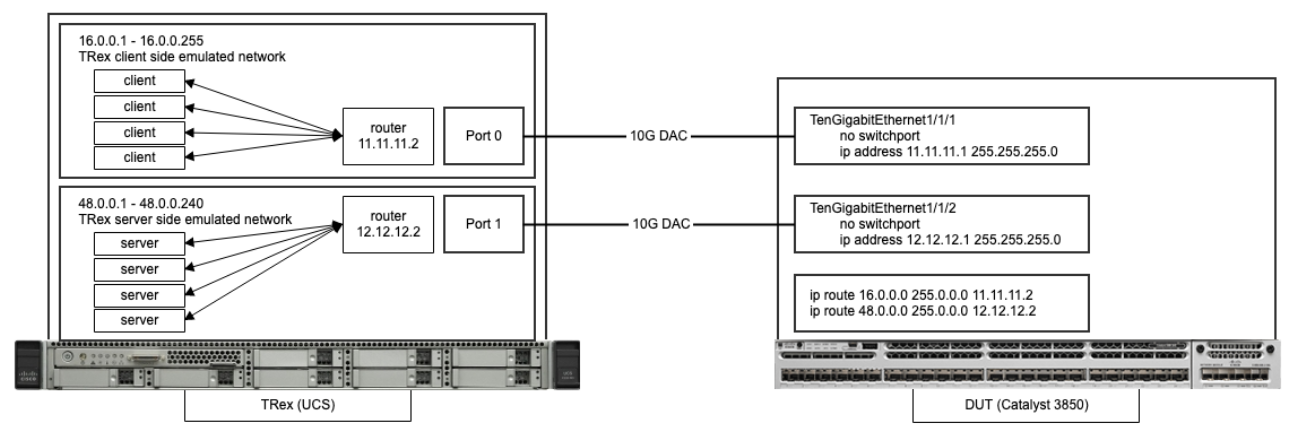 16.0.0.1 - 16.0.0.255
TRex client side emulated network
client
client
client
client
router
11.11.11.2
Port 0
10G DAC
TenGigabitEthernet1/1/1
no switchport
ip address 11.11.11.1 255.255.255.0
48.0.0.1 - 48.0.0.240
TRex server side emulated network
server
server
server
server
router
12.12.12.2
Port 1
10G DAC
TenGigabitEthernet1/1/2
no switchport
ip address 12.12.12.1 255.255.255.0
ip route 16.0.0.0 255.0.0.0 11.11.11.2
ip route 48.0.0.0 255.0.0.0 12.12.12.2
TRex (UCS)
DUT (Catalyst 3850)